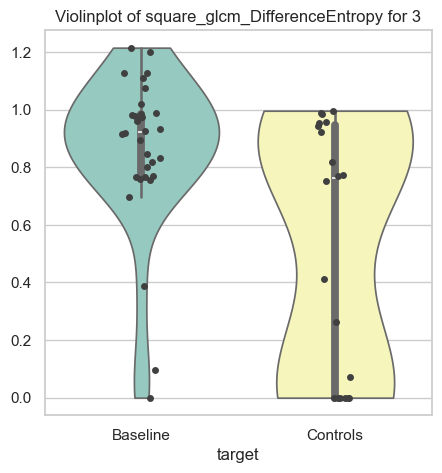 Violinplot of square_glcm_DifferenceEntropy for 3
1.2
1.0
0.8
0.6
0.4
0.2
0.0
Baseline
Controls
target